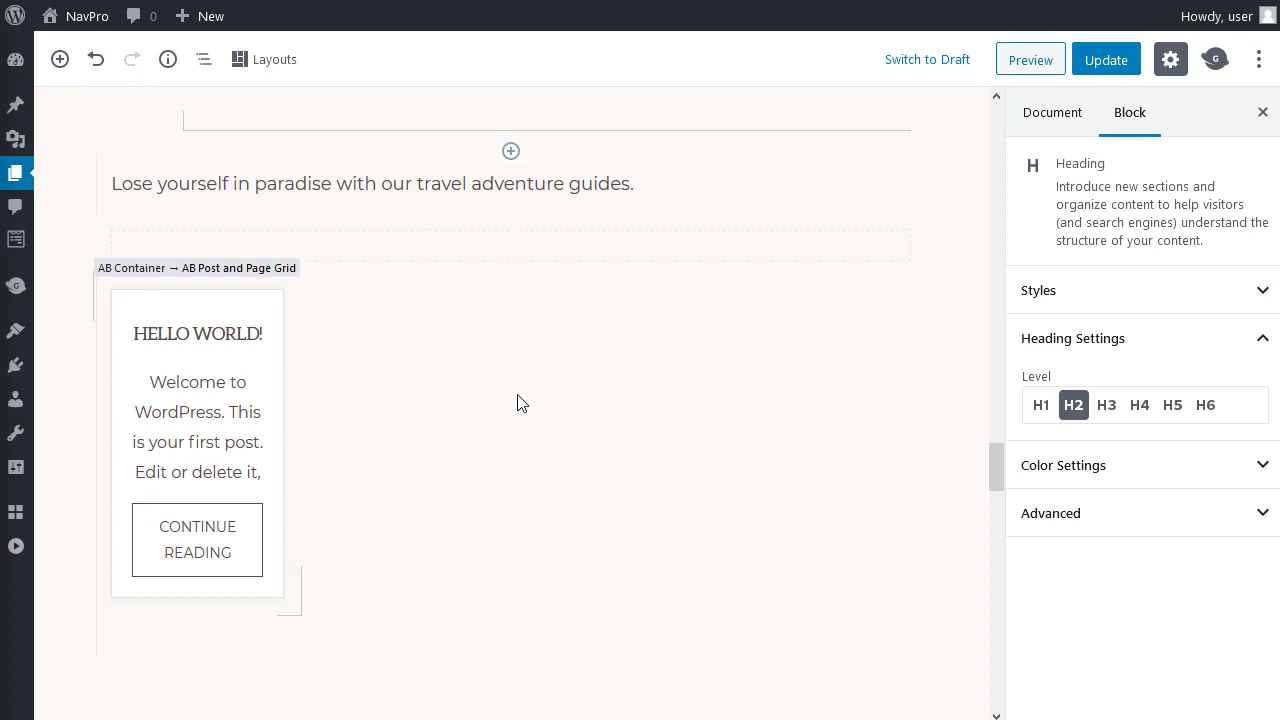 NavPro
0
New
Howdy, user
Layouts
Switch to Draft
Preview
Update
G
Document
Block
H
Heading
Introduce new sections and
organize content to help visitors
(and search engines) understand the
structure of your content.
Lose yourself in paradise with our travel adventure guides.
AB Container → AB Post and Page Grid
HELLO WORLD!
Welcome to
WordPress. This
is your first post.
Edit or delete it,
CONTINUE
READING
Styles
Heading Settings
Level
H1 H2 H3 H4 H5 H6
Color Settings
Advanced